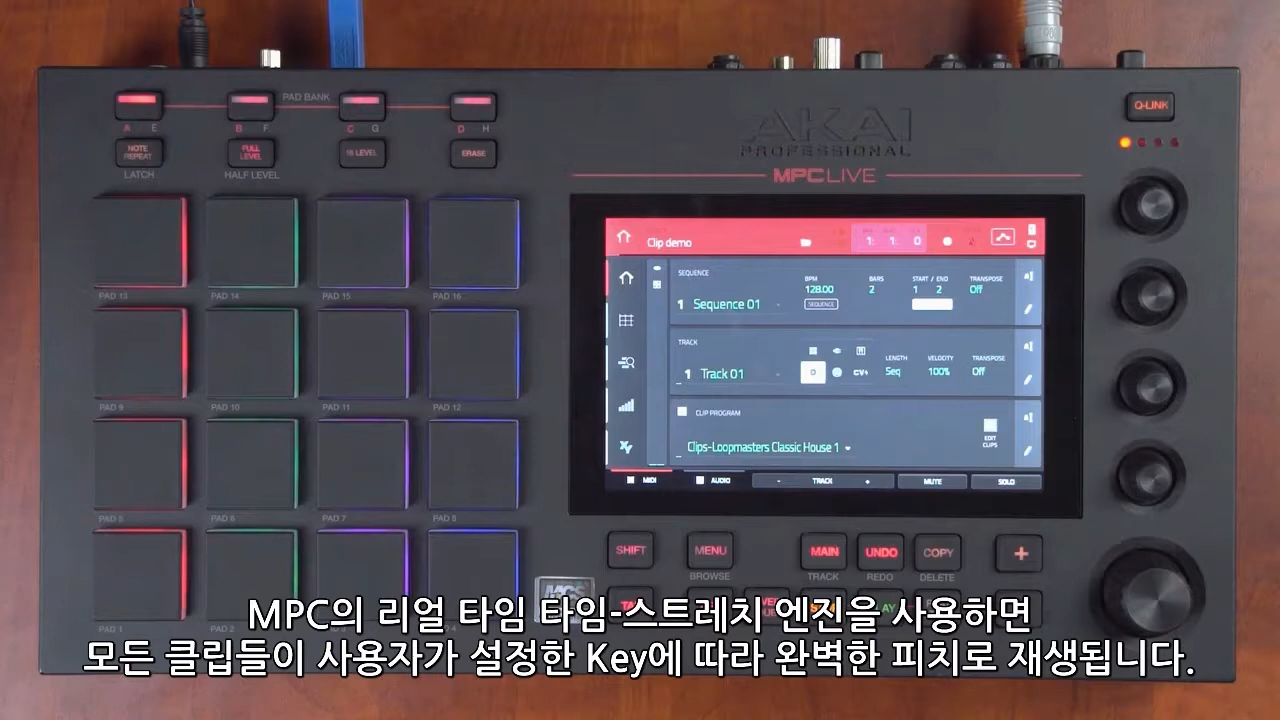 PAD BANK
A E B F C G D H
NOTE REPEAT
FULL LEVEL
16 LEVEL
ERASE
LATCH
HALF LEVEL
AKAI
PROFESSIONAL
MPC LIVE
Q-LINK
Clip demo
1: 1: 0
SEQUENCE
BPM
BARS
START / END
TRANSPOSE
128.00
2
1 2
Off
1 Sequence 01
SEQUENCE
TRACK
LENGTH
VELOCITY
TRANSPOSE
1 Track 01
CV
Seq
100%
Off
CLIP PROGRAM
Clips-Loopmasters Classic House 1
EDIT CLIPS
MIDI
AUDIO
- TRACK +
MUTE
SOLO
PAD 13
PAD 14
PAD 15
PAD 16
PAD 9
PAD 10
PAD 11
PAD 12
PAD 5
PAD 6
PAD 7
PAD 8
PAD 1
PAD 2
SHIFT
MENU
MAIN
UNDO
COPY
+
BROWSE
TRACK
REDO
DELETE
MPC의 리얼 타임 타임-스트레치 엔진을 사용하면
모든 클립들이 사용자가 설정한 Key에 따라 완벽한 피치로 재생됩니다.